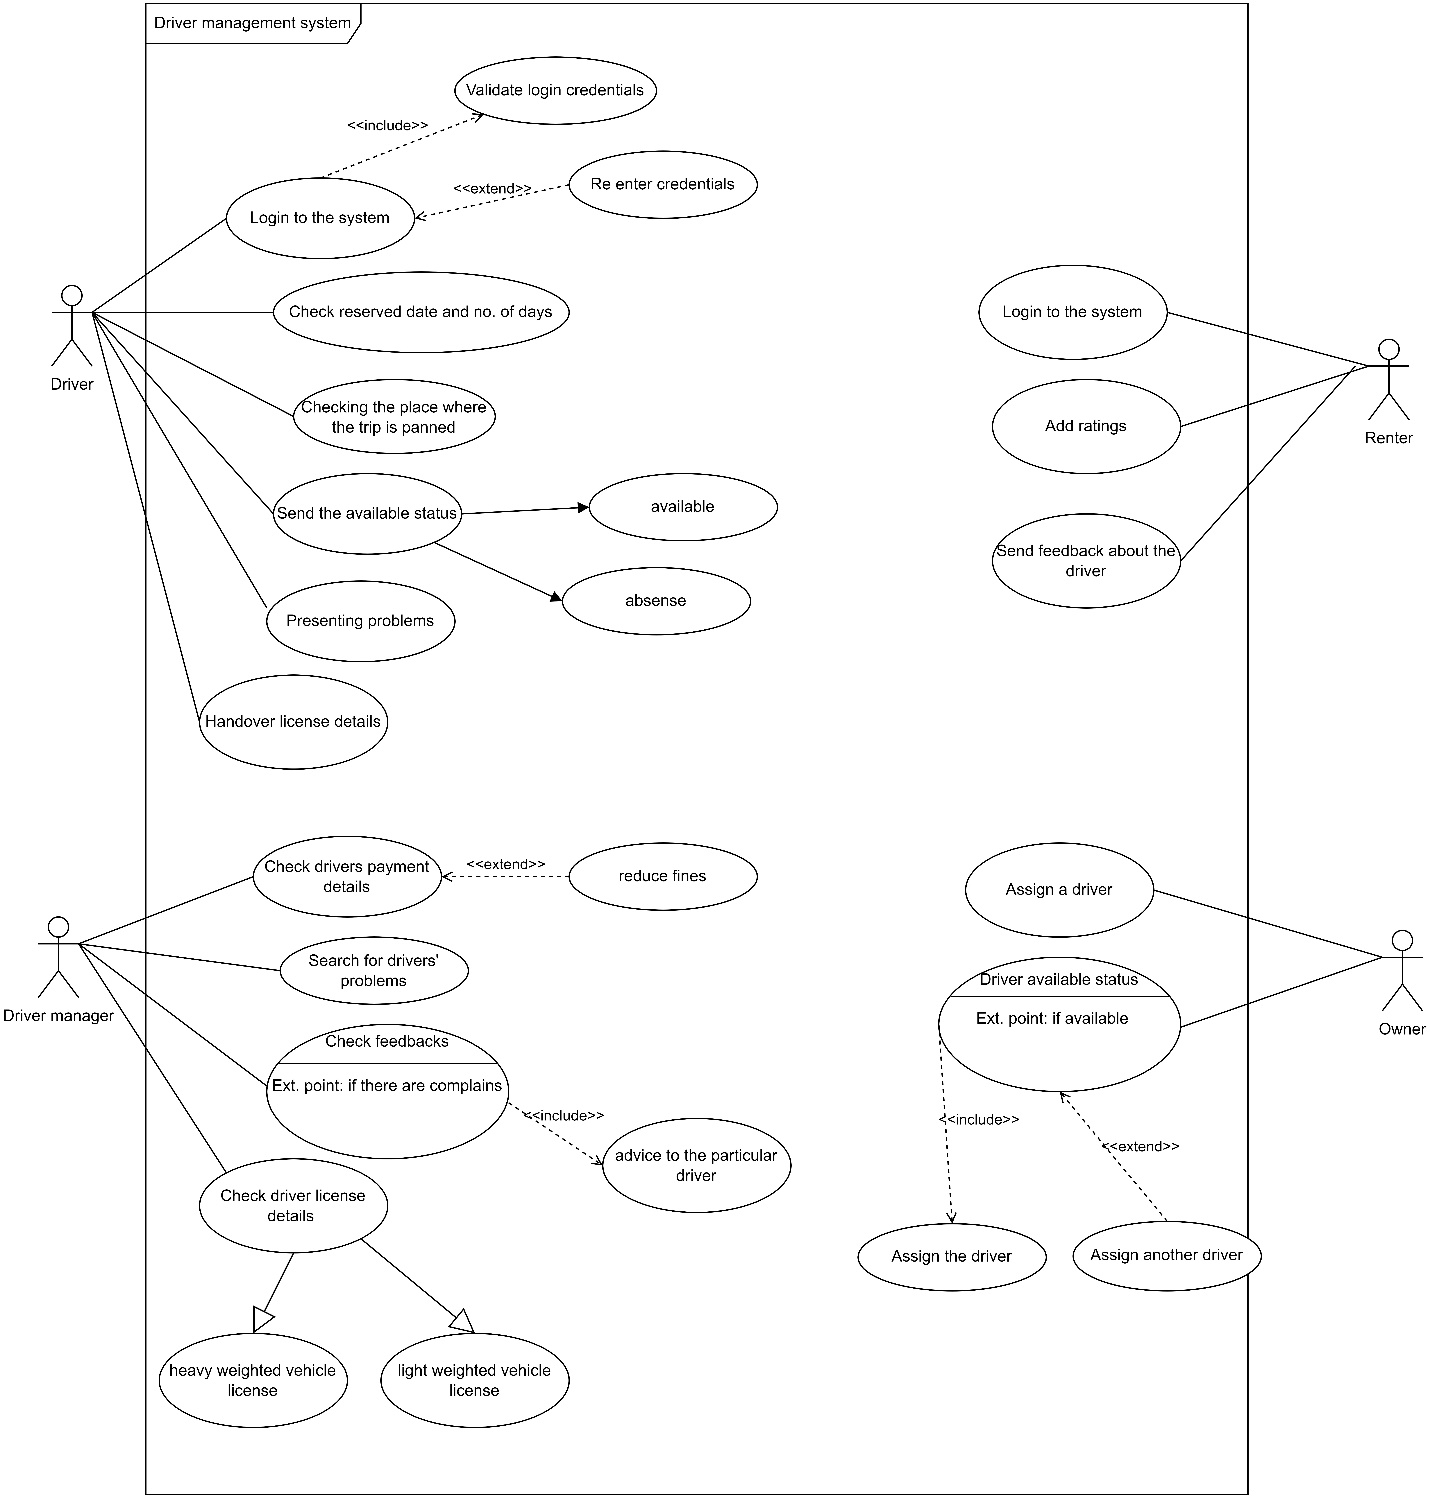 Driver management system
Validate login credentials
<<include>>
Re enter credentials
<<extend>>
Login to the system
Check reserved date and no. of days
Driver
Checking the place where
the trip is panned
Send the available status
available
absense
Presenting problems
Handover license details
Login to the system
Add ratings
Renter
Send feedback about the
driver
Check drivers payment
details
<<extend>>
reduce fines
Search for drivers'
problems
Driver manager
Check feedbacks
Ext. point: if there are complains
<<include>>
advice to the particular
driver
Check driver license
details
heavy weighted vehicle
license
light weighted vehicle
license
Assign a driver
Driver available status
Ext. point: if available
Owner
<<include>>
<<extend>>
Assign the driver
Assign another driver